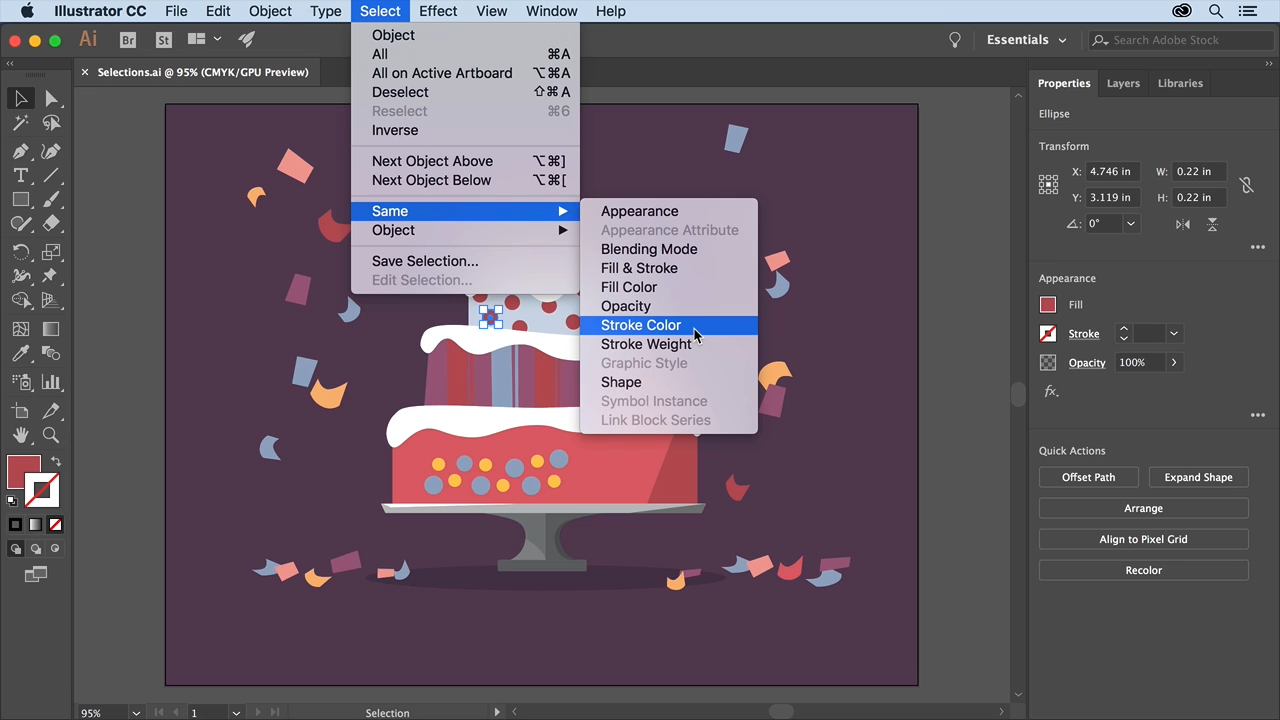 Illustrator CC File Edit Object Type Select Effect View Window Help
Ai Br St Essentials Search Adobe Stock
× Selections.ai @ 95% (CMYK/GPU Preview)
Object
All ⌘A
All on Active Artboard ⌥⌘A
Deselect ⇧⌘A
Reselect ⌘6
Inverse
Next Object Above ⌥⌘]
Next Object Below ⌥⌘[
Same
Object
Save Selection...
Edit Selection...
Appearance
Appearance Attribute
Blending Mode
Fill & Stroke
Fill Color
Opacity
Stroke Color
Stroke Weight
Graphic Style
Shape
Symbol Instance
Link Block Series
Properties Layers Libraries
Ellipse
Transform
X: 4.746 in W: 0.22 in
Y: 3.119 in H: 0.22 in
0°
Appearance
Fill
Stroke
Opacity 100%
fx.
Quick Actions
Offset Path Expand Shape
Arrange
Align to Pixel Grid
Recolor
95% 1 Selection